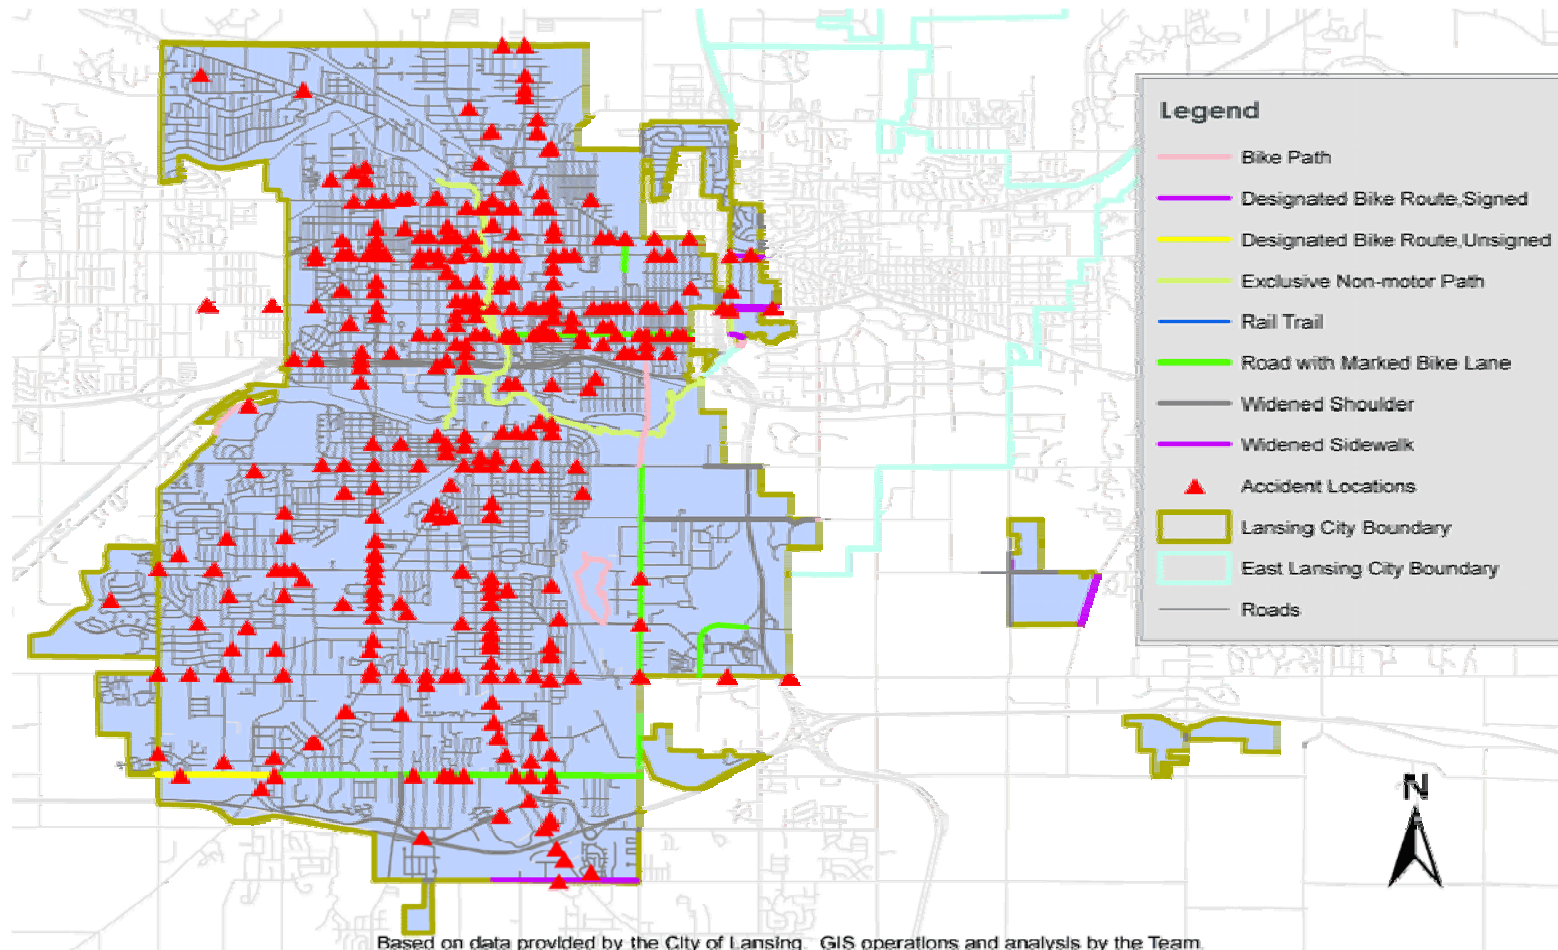 Legend
Bike Path
Designated Bike Route,Signed
Designated Bike Route,Unsigned
Exclusive Non-motor Path
Rail Trail
Road with Marked Bike Lane
Widened Shoulder
Widened Sidewalk
Accident Locations
Lansing City Boundary
East Lansing City Boundary
Roads
N
Based on data provided by the City of Lansing. GIS operations and analysis by the Team.